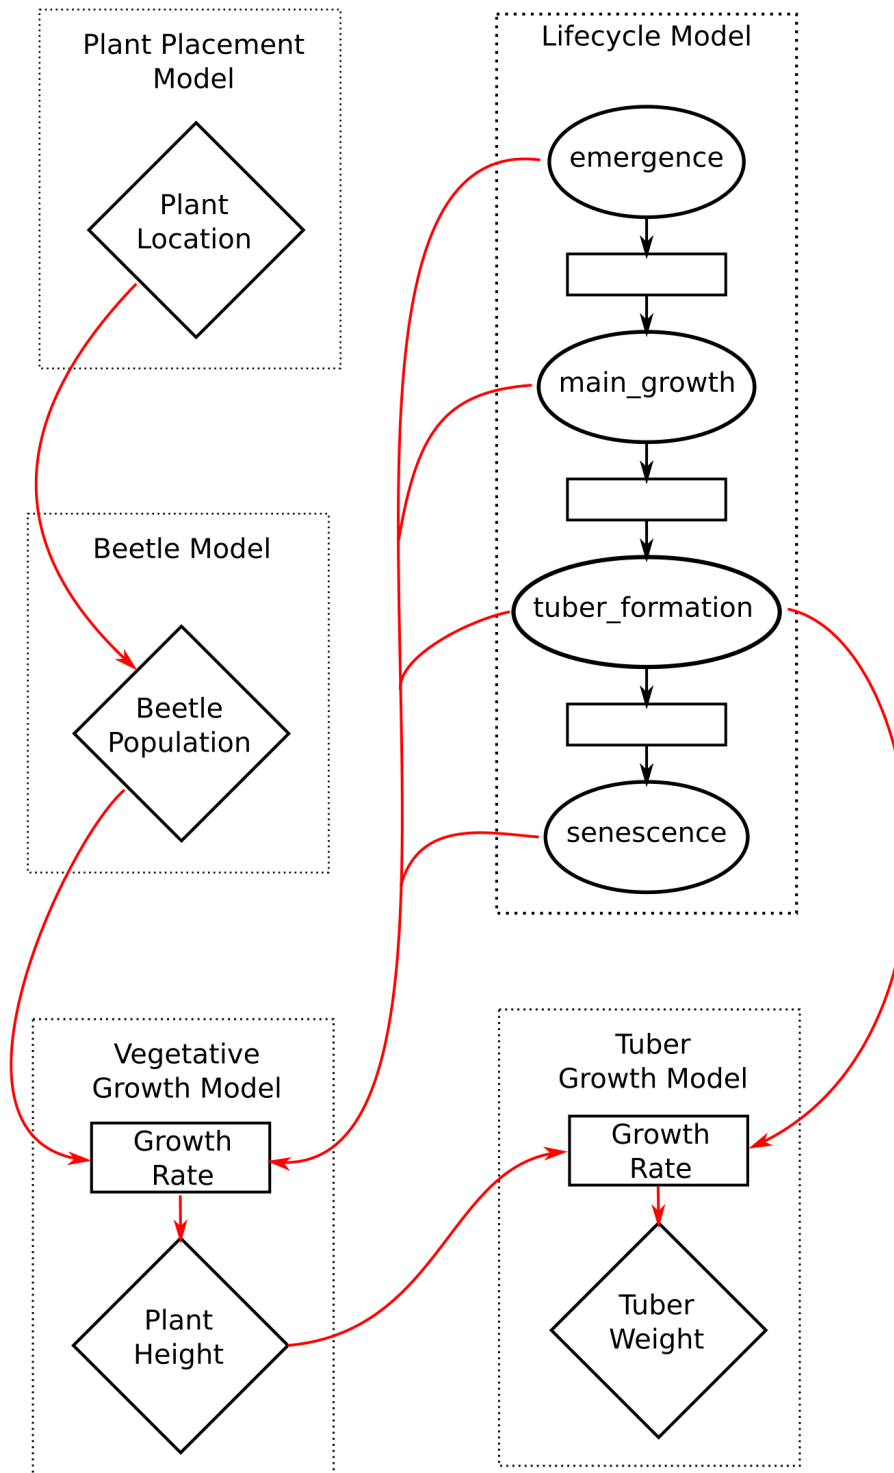 Plant Placement
Model
Plant
Location
Lifecycle Model
emergence
main_growth
tuber_formation
senescence
Beetle Model
Beetle
Population
Vegetative
Growth Model
Growth
Rate
Plant
Height
Tuber
Growth Model
Growth
Rate
Tuber
Weight